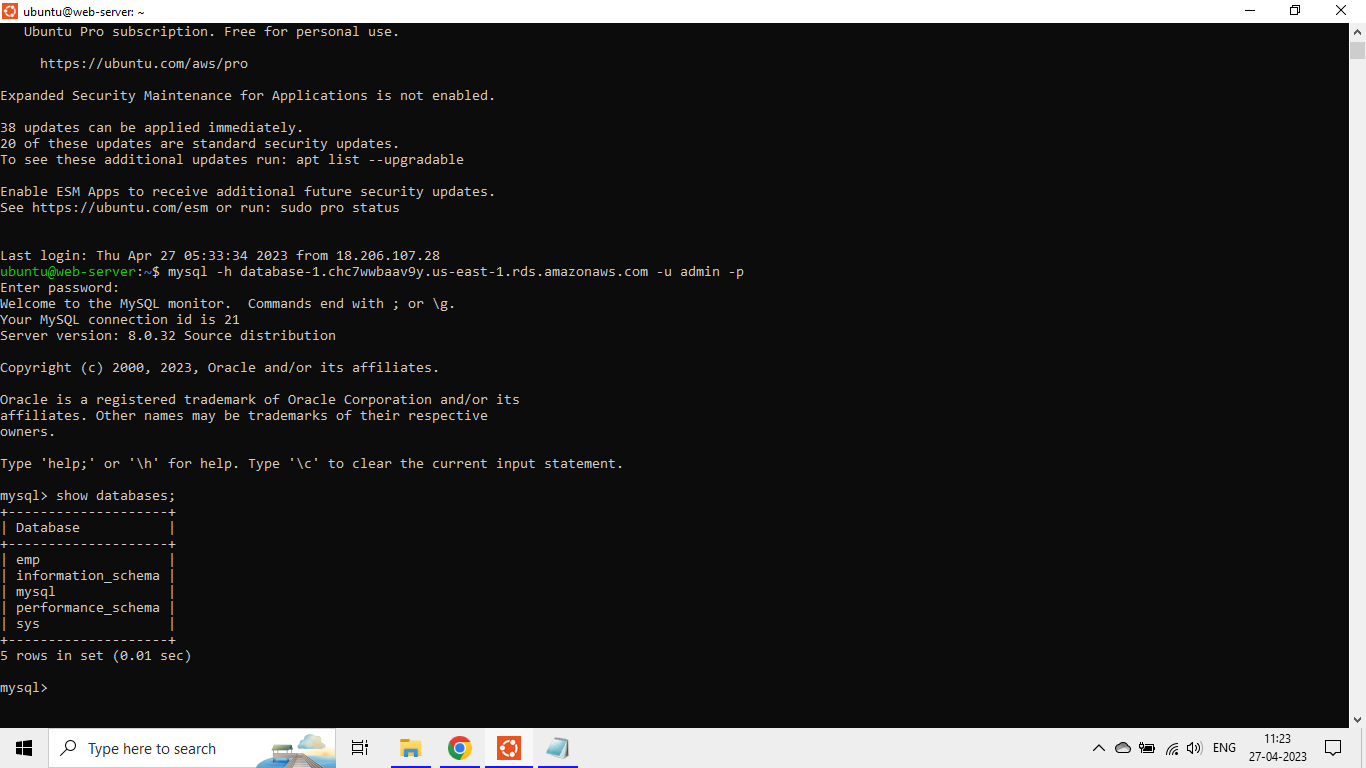 ubuntu@web-server: ~
Ubuntu Pro subscription. Free for personal use.
https://ubuntu.com/aws/pro
Expanded Security Maintenance for Applications is not enabled.
38 updates can be applied immediately.
20 of these updates are standard security updates.
To see these additional updates run: apt list --upgradable
Enable ESM Apps to receive additional future security updates.
See https://ubuntu.com/esm or run: sudo pro status
Last login: Thu Apr 27 05:33:34 2023 from 18.206.107.28
ubuntu@web-server:~$ mysql -h database-1.chc7wwbaav9y.us-east-1.rds.amazonaws.com -u admin -p
Enter password:
Welcome to the MySQL monitor.  Commands end with ; or \g.
Your MySQL connection id is 21
Server version: 8.0.32 Source distribution
Copyright (c) 2000, 2023, Oracle and/or its affiliates.
Oracle is a registered trademark of Oracle Corporation and/or its
affiliates. Other names may be trademarks of their respective
owners.
Type 'help;' or '\h' for help. Type '\c' to clear the current input statement.
mysql> show databases;
+--------------------+
| Database           |
+--------------------+
| emp                |
| information_schema |
| mysql              |
| performance_schema |
| sys                |
+--------------------+
5 rows in set (0.01 sec)
mysql>
Type here to search
ENG
11:23
27-04-2023